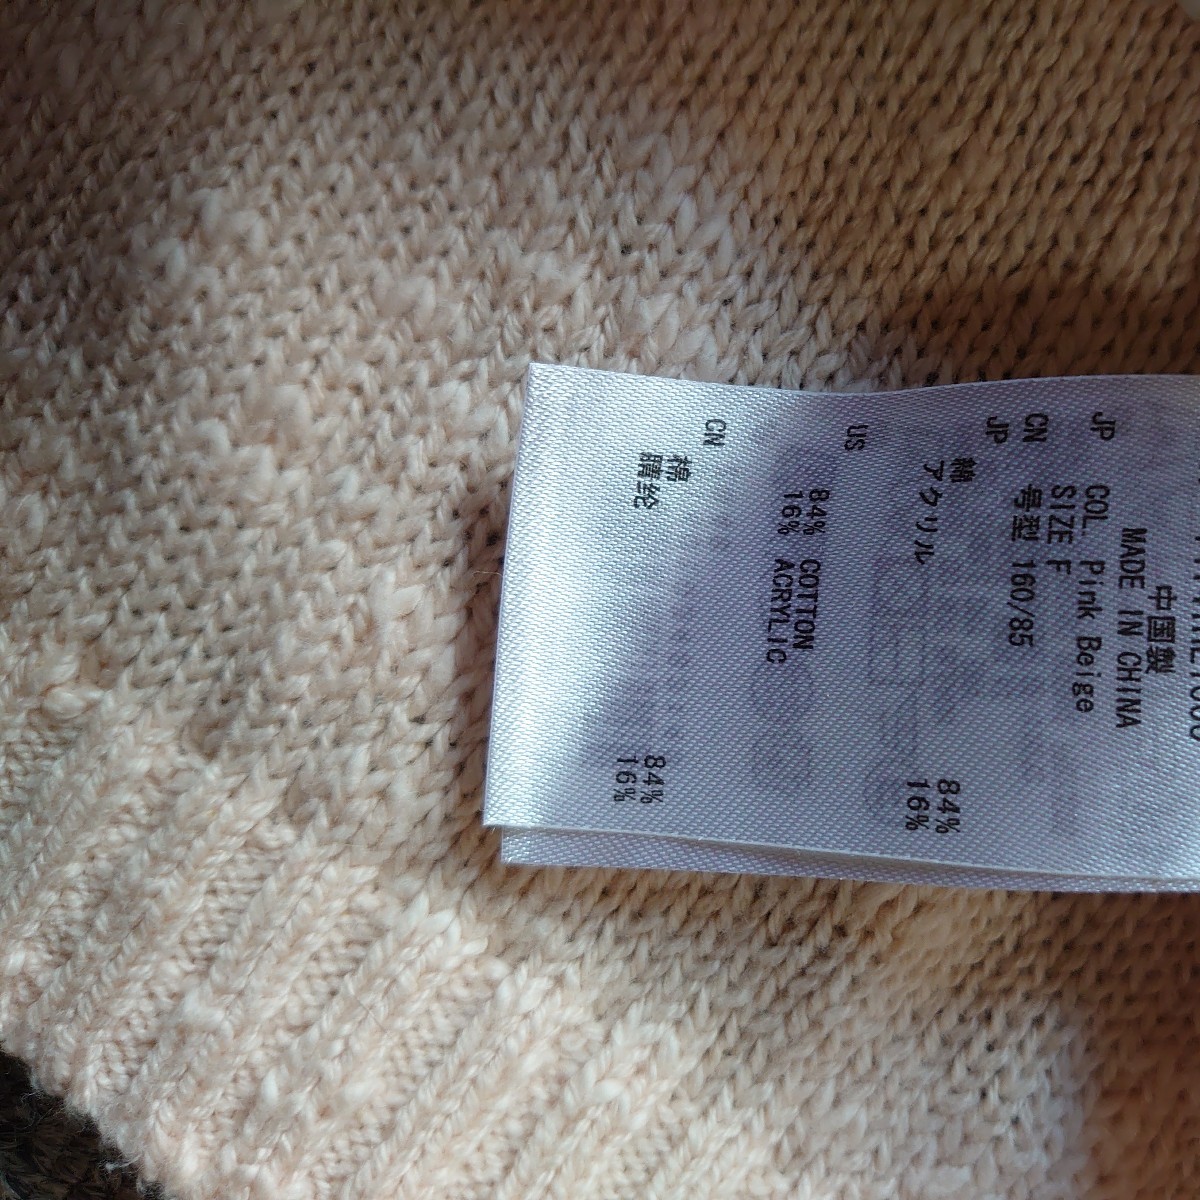 中国製
MADE IN CHINA
JP COL. Pink Beige
SIZE F
CN 号型 160/85
JP 綿 84%
アクリル 16%
US
84% COTTON
16% ACRYLIC
CN 棉 84%
腈纶 16%